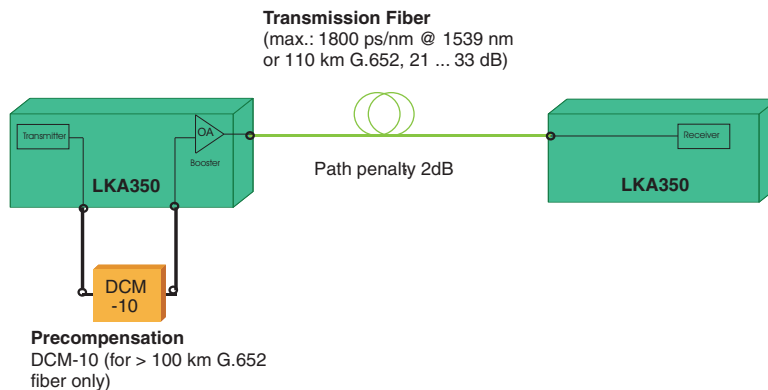 Transmission Fiber
(max.: 1800 ps/nm @ 1539 nm
or 110 km G.652, 21 ... 33 dB)
Transmitter
OA
Booster
LKA350
Path penalty 2dB
Receiver
LKA350
DCM
-10
Precompensation
DCM-10 (for > 100 km G.652
fiber only)